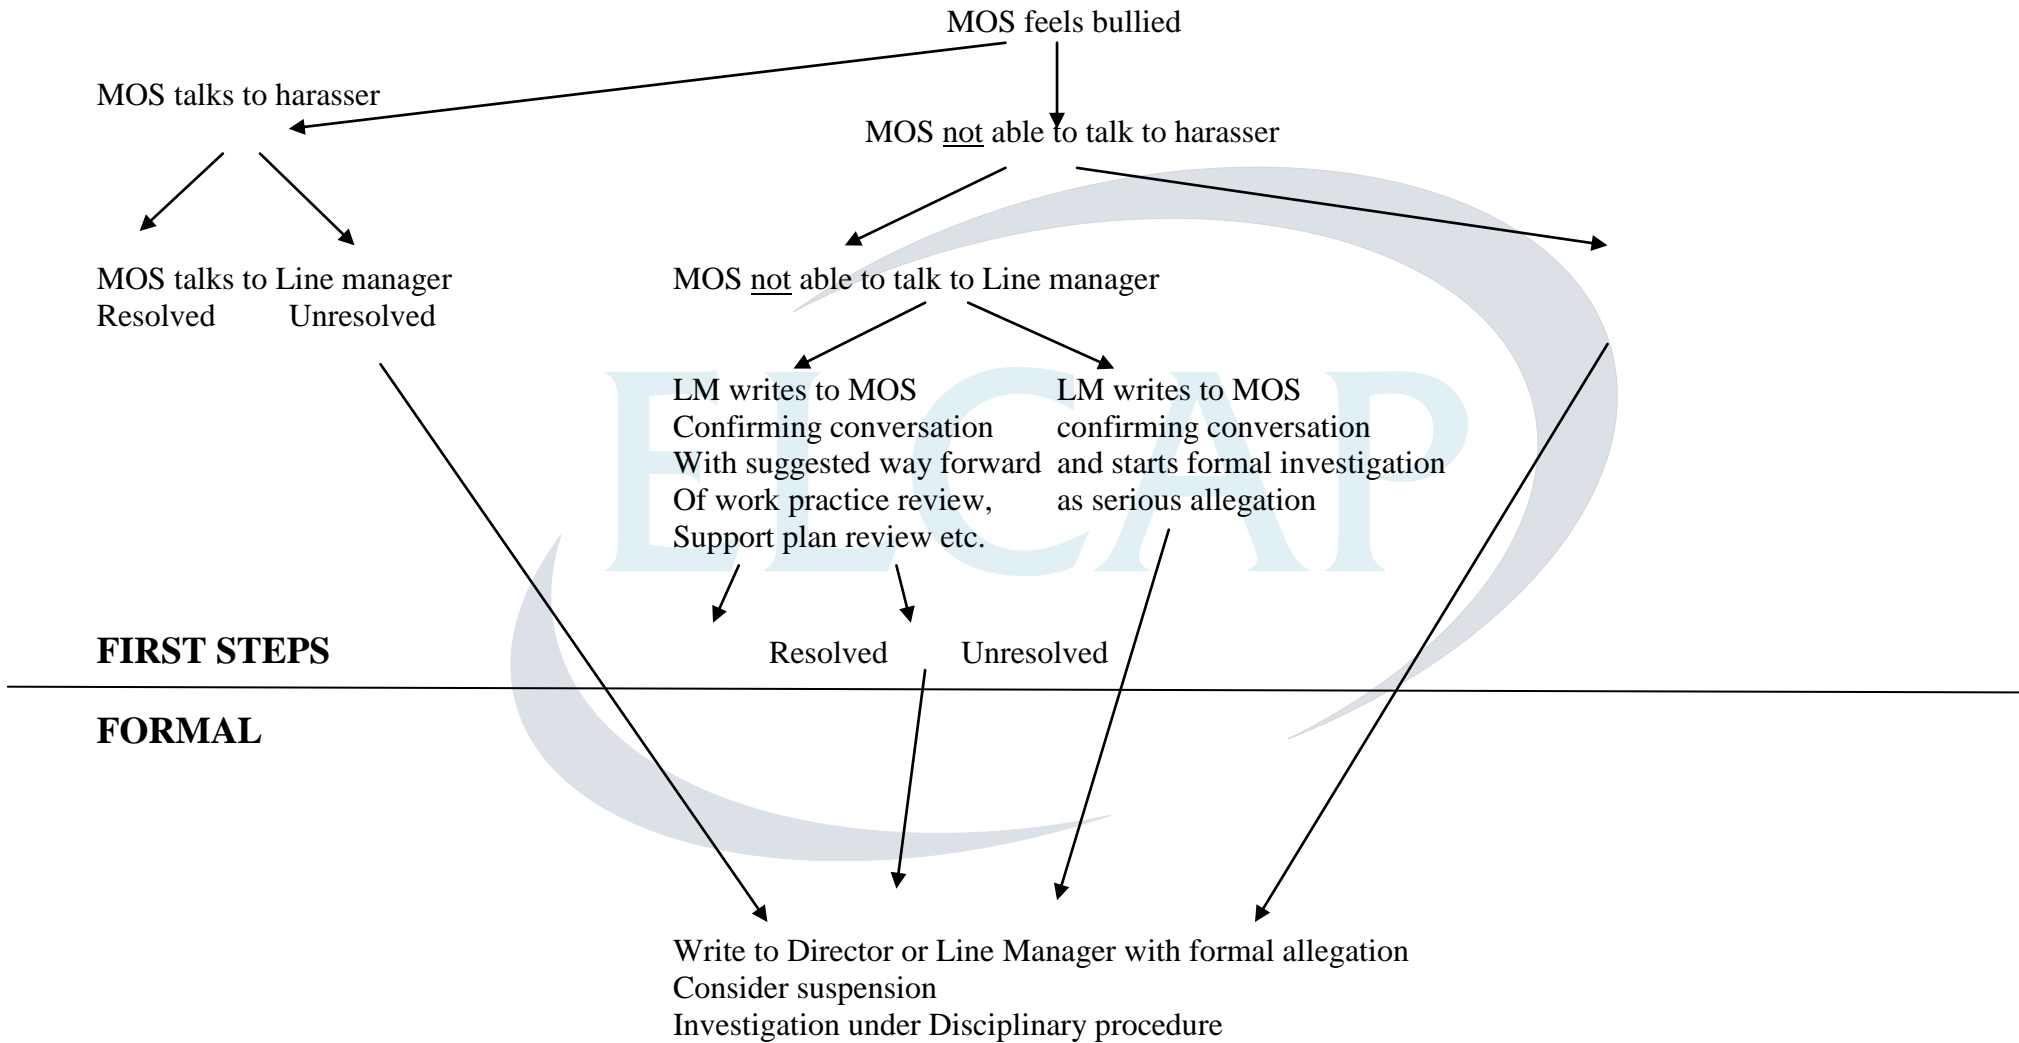 MOS feels bullied
MOS talks to harasser
MOS not able to talk to harasser
MOS talks to Line manager
Resolved Unresolved
MOS not able to talk to Line manager
LM writes to MOS
Confirming conversation
With suggested way forward
Of work practice review,
Support plan review etc.
LM writes to MOS
confirming conversation
and starts formal investigation
as serious allegation
ELCAP
Resolved Unresolved
FIRST STEPS
FORMAL
Write to Director or Line Manager with formal allegation
Consider suspension
Investigation under Disciplinary procedure